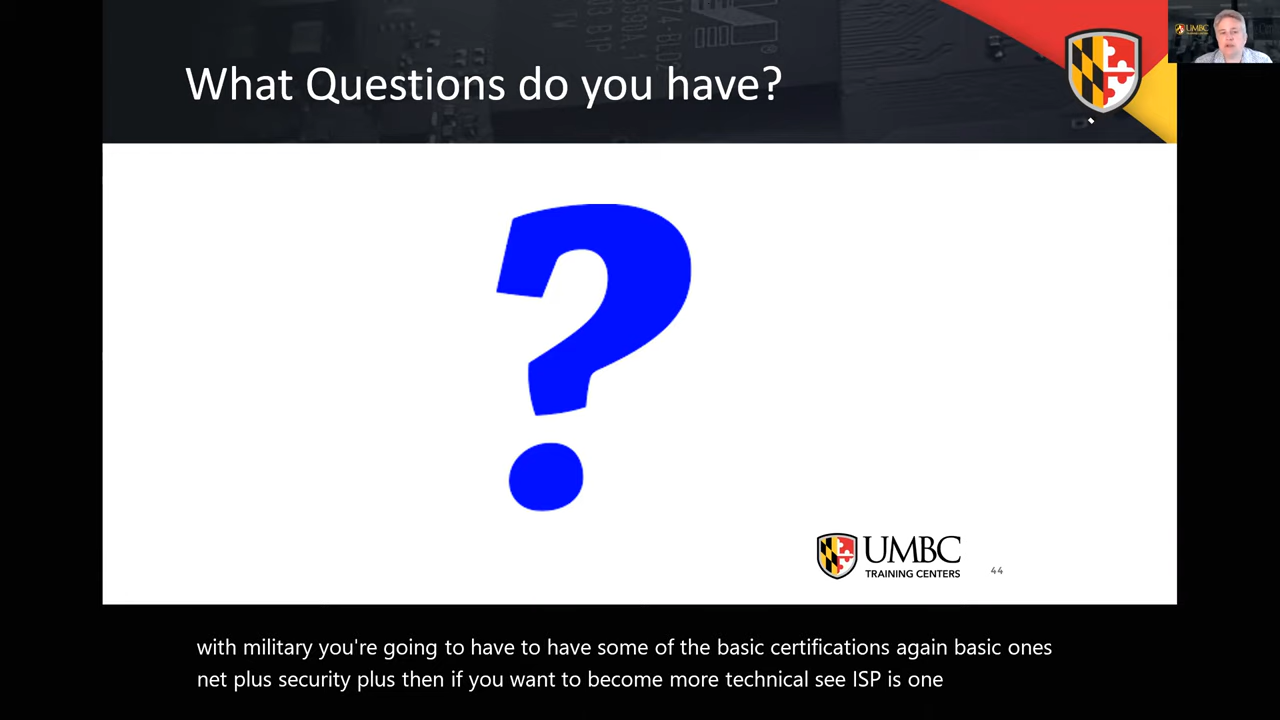 What Questions do you have?
UMBC
?
UMBC
TRAINING CENTERS
44
with military you're going to have to have some of the basic certifications again basic ones
net plus security plus then if you want to become more technical see ISP is one